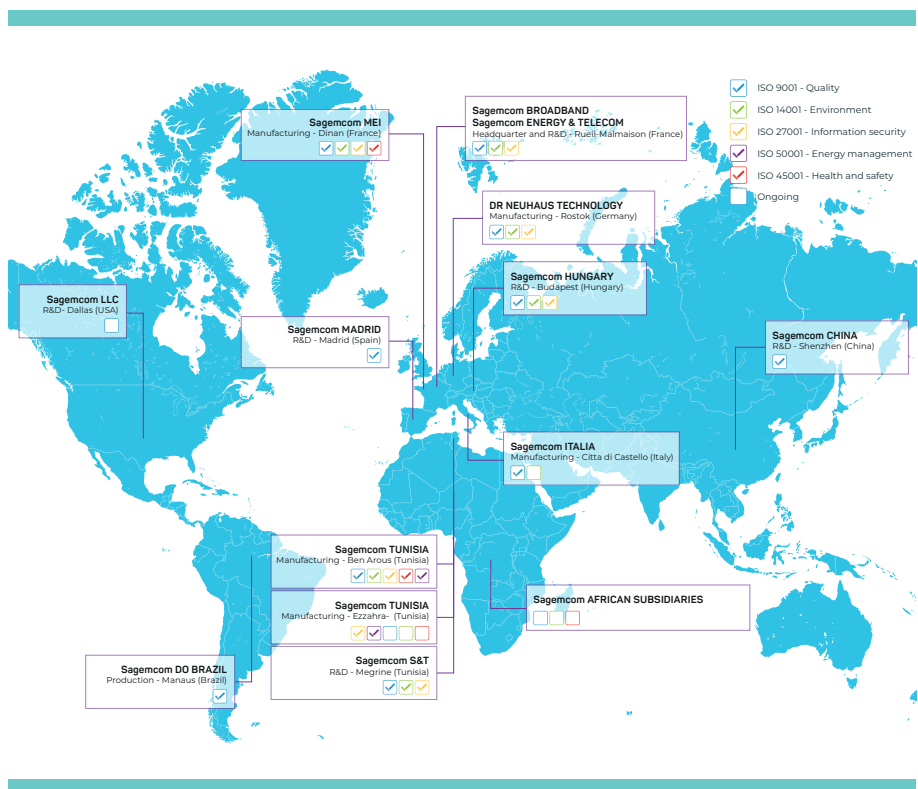 ISO 9001 - Quality
ISO 14001 - Environment
ISO 27001 - Information security
ISO 50001 - Energy management
ISO 45001 - Health and safety
Ongoing
Sagemcom MEI
Manufacturing - Dinan (France)
Sagemcom BROADBAND
Sagemcom ENERGY & TELECOM
Headquarter and R&D - Rueil-Malmaison (France)
DR NEUHAUS TECHNOLOGY
Manufacturing - Rostok (Germany)
Sagemcom HUNGARY
R&D - Budapest (Hungary)
Sagemcom LLC
R&D- Dallas (USA)
Sagemcom MADRID
R&D - Madrid (Spain)
Sagemcom CHINA
R&D - Shenzhen (China)
Sagemcom ITALIA
Manufacturing - Citta di Castello (Italy)
Sagemcom TUNISIA
Manufacturing - Ben Arous (Tunisia)
Sagemcom TUNISIA
Manufacturing - Ezzahra- (Tunisia)
Sagemcom AFRICAN SUBSIDIARIES
Sagemcom S&T
R&D - Megrine (Tunisia)
Sagemcom DO BRAZIL
Production - Manaus (Brazil)